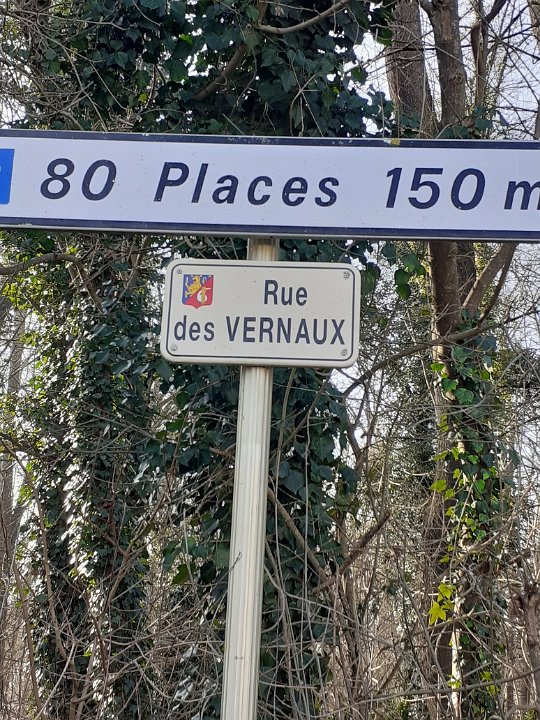 80 Places 150 m
Rue
des VERNAUX